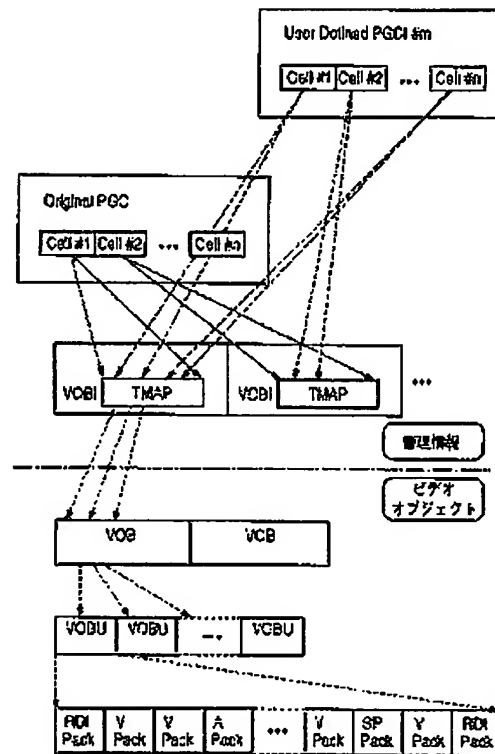 User Defined PGCI #m
Cell #1 Cell #2 ••• Cell #n
Original PGC
Cell #1 Cell #2 ••• Cell #n
VOBI TMAP VOBI TMAP •••
管理情報
ビデオ
オブジェクト
VOB VOB
VOBU VOBU ••• VOBU
RDI Pack V Pack V Pack A Pack ••• V Pack SP Pack V Pack RDI Pack